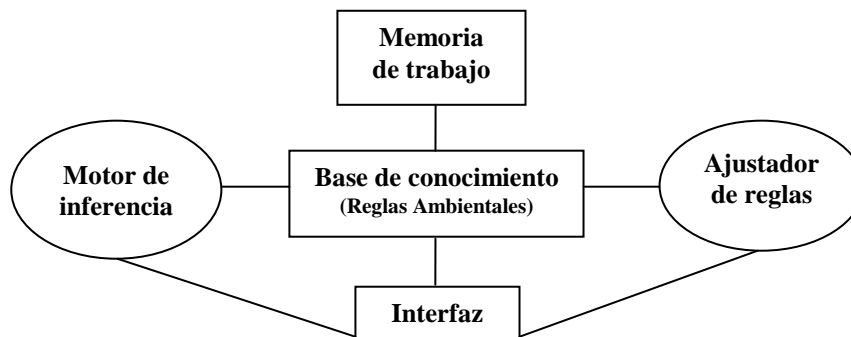 Memoria
de trabajo
Motor de
inferencia
Base de conocimiento
(Reglas Ambientales)
Ajustador
de reglas
Interfaz